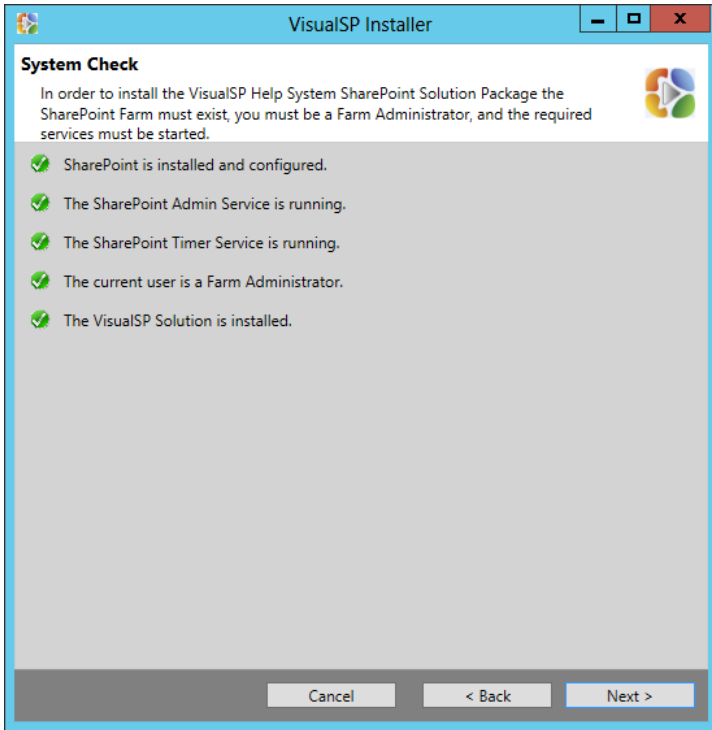 VisualSP Installer
System Check
In order to install the VisualSP Help System SharePoint Solution Package the
SharePoint Farm must exist, you must be a Farm Administrator, and the required
services must be started.
SharePoint is installed and configured.
The SharePoint Admin Service is running.
The SharePoint Timer Service is running.
The current user is a Farm Administrator.
The VisualSP Solution is installed.
Cancel
< Back
Next >